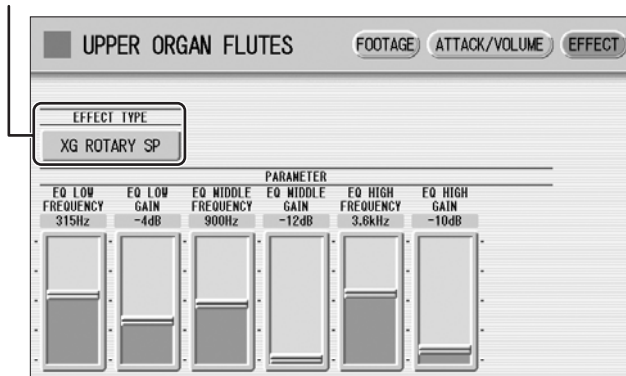 UPPER ORGAN FLUTES FOOTAGE ATTACK/VOLUME EFFECT
EFFECT TYPE
XG ROTARY SP
PARAMETER
EQ LOW FREQUENCY EQ LOW GAIN EQ MIDDLE FREQUENCY EQ MIDDLE GAIN EQ HIGH FREQUENCY EQ HIGH GAIN
315Hz -4dB 900Hz -12dB 3.6kHz -10dB